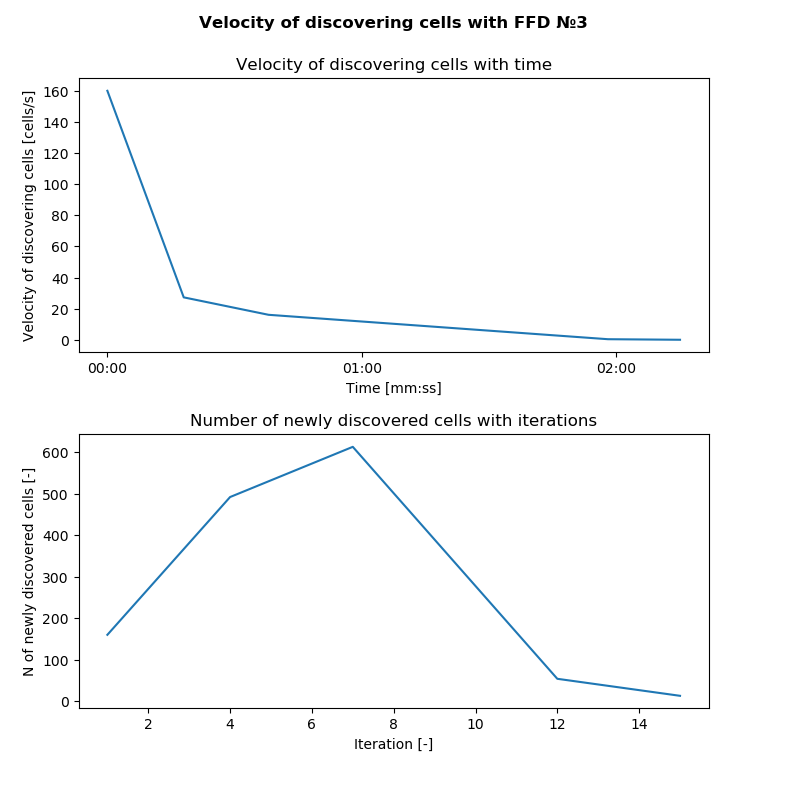 Velocity of discovering cells with FFD №3
Velocity of discovering cells with time
Velocity of discovering cells [cells/s]
160
140
120
100
80
60
40
20
0
00:00 01:00 02:00
Time [mm:ss]
Number of newly discovered cells with iterations
N of newly discovered cells [-]
600
500
400
300
200
100
0
2 4 6 8 10 12 14
Iteration [-]